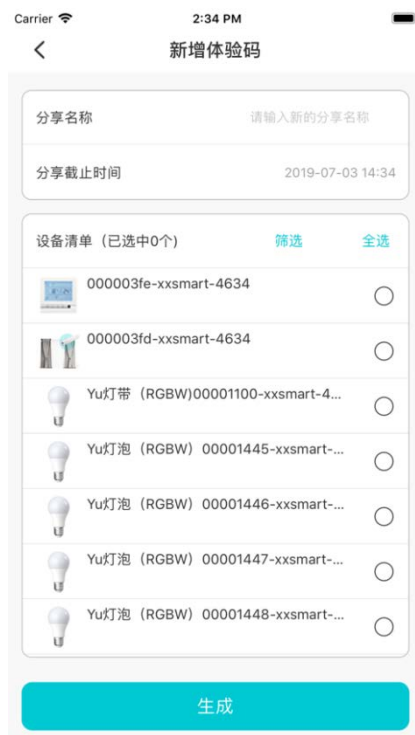 Carrier 2:34 PM
新增体验码
分享名称 请输入新的分享名称
分享截止时间 2019-07-03 14:34
设备清单（已选中0个) 筛选 全选
000003fe-xxsmart-4634
000003fd-xxsmart-4634
Yu灯带（RGBW)00001100-xxsmart-4...
Yu灯泡（RGBW）00001445-xxsmart-...
Yu灯泡（RGBW）00001446-xxsmart-...
Yu灯泡（RGBW）00001447-xxsmart-...
Yu灯泡（RGBW）00001448-xxsmart-...
生成